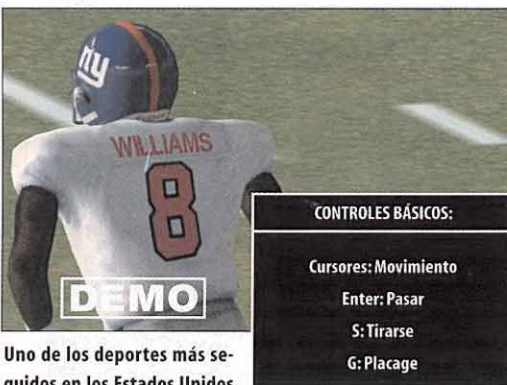 ny
WILLIAMS
8
DEMO
CONTROLES BÁSICOS:
Cursores: Movimiento
Enter: Pasar
S: Tirarse
G: Placage
Uno de los deportes más se-
guidos en los Estados Unidos